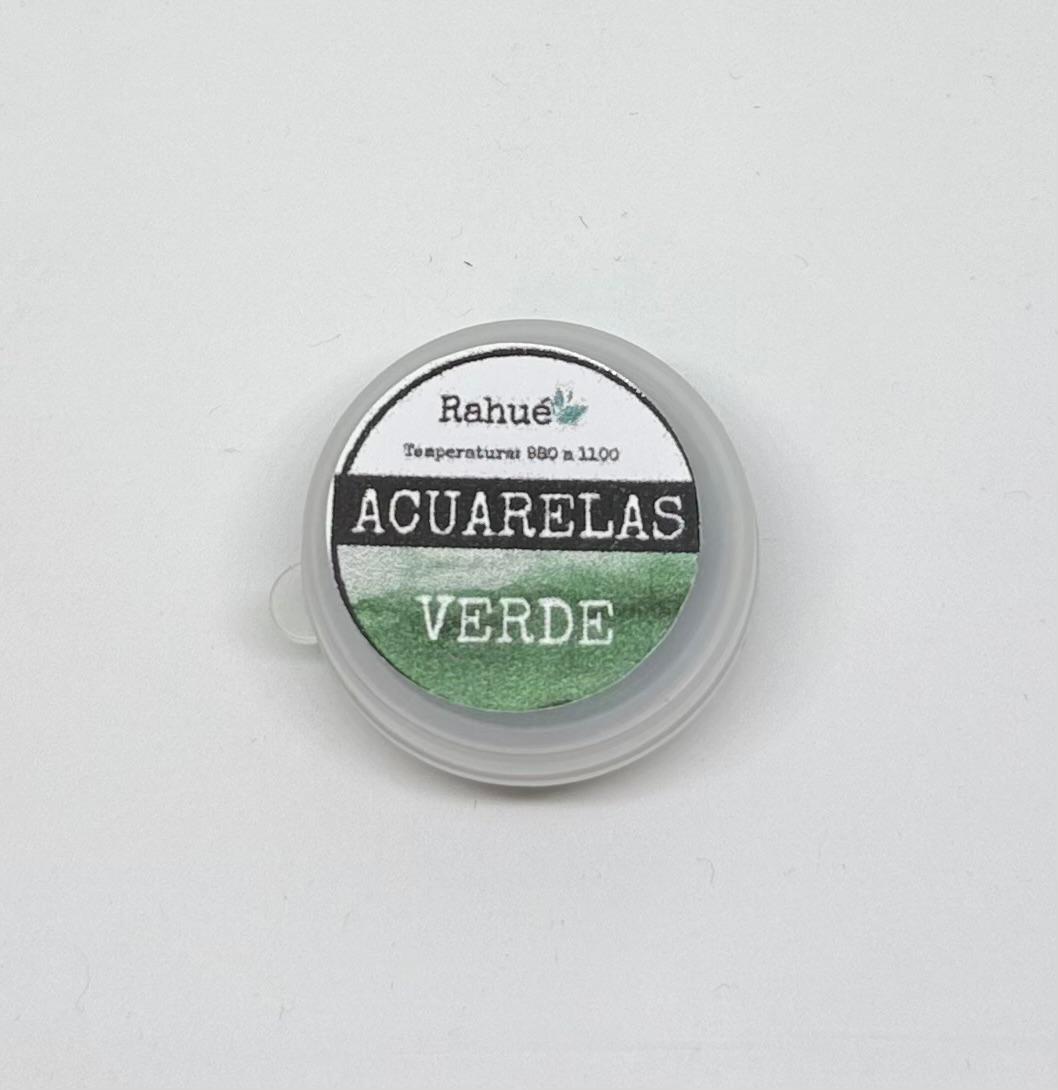 Rahué
Temperatura: 980 a 1100
ACUARELAS
VERDE